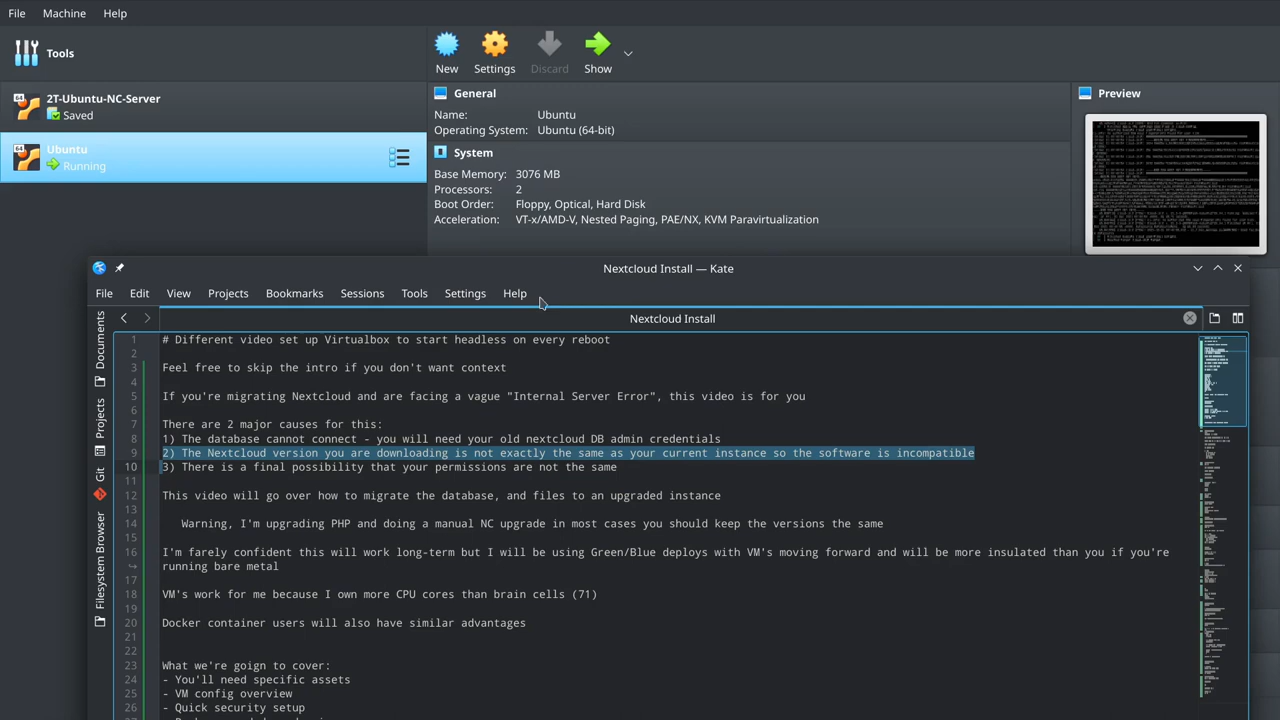 File Machine Help
Tools
New Settings Discard Show
2T-Ubuntu-NC-Server
Saved
Ubuntu
Running
General
Name: Ubuntu
Operating System: Ubuntu (64-bit)
System
Base Memory: 3076 MB
Processors: 2
Boot Order: Floppy, Optical, Hard Disk
Acceleration: VT-x/AMD-V, Nested Paging, PAE/NX, KVM Paravirtualization
Preview
Nextcloud Install — Kate
File Edit View Projects Bookmarks Sessions Tools Settings Help
Nextcloud Install
Documents
Projects
Git
Filesystem Browser
1 # Different video set up Virtualbox to start headless on every reboot
2
3 Feel free to skip the intro if you don't want context
4
5 If you're migrating Nextcloud and are facing a vague "Internal Server Error", this video is for you
6
7 There are 2 major causes for this:
8 1) The database cannot connect - you will need your old nextcloud DB admin credentials
9 2) The Nextcloud version you are downloading is not exactly the same as your current instance so the software is incompatible
10 3) There is a final possibility that your permissions are not the same
11
12 This video will go over how to migrate the database, and files to an upgraded instance
13
14 Warning, I'm upgrading PHP and doing a manual NC upgrade in most cases you should keep the versions the same
15
16 I'm farely confident this will work long-term but I will be using Green/Blue deploys with VM's moving forward and will be more insulated than you if you're
running bare metal
17
18 VM's work for me because I own more CPU cores than brain cells (71)
19
20 Docker container users will also have similar advantages
21
22
23 What we're goign to cover:
24 - You'll need specific assets
25 - VM config overview
26 - Quick security setup